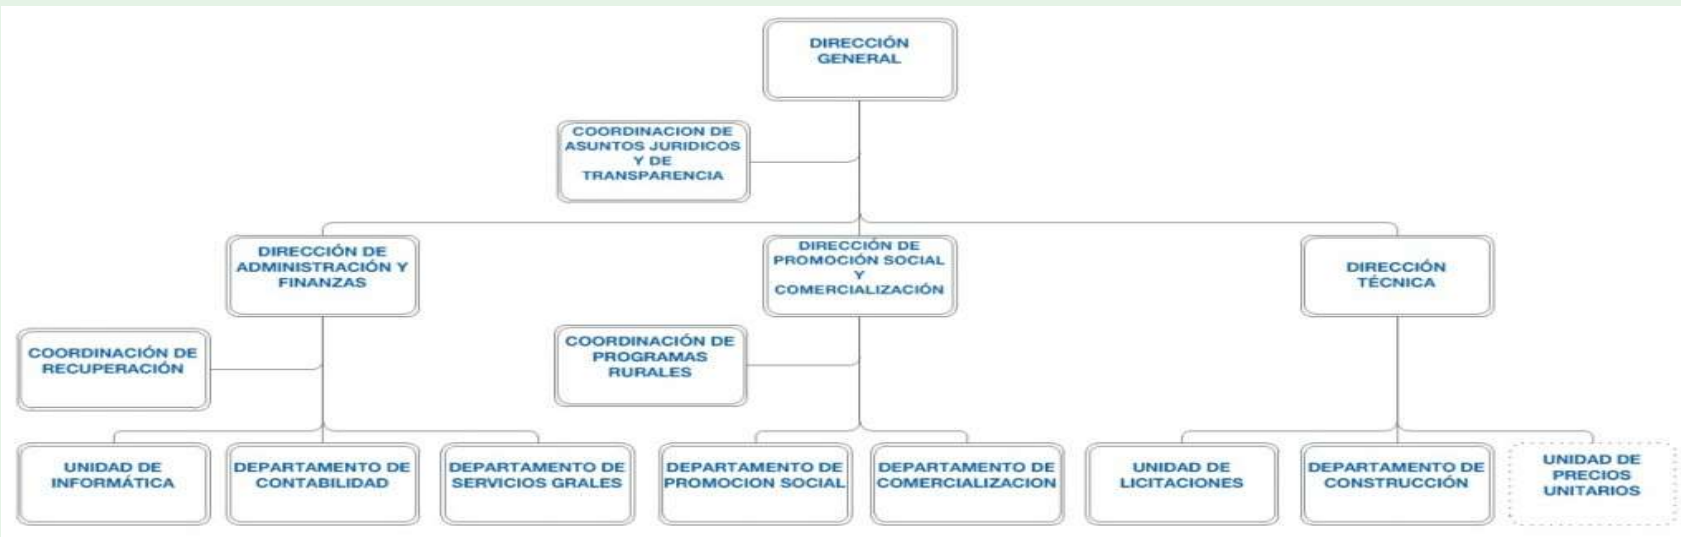 DIRECCIÓN
GENERAL
COORDINACION DE
ASUNTOS JURIDICOS
Y DE
TRANSPARENCIA
DIRECCIÓN DE
ADMINISTRACIÓN Y
FINANZAS
DIRECCIÓN DE
PROMOCIÓN SOCIAL
Y
COMERCIALIZACIÓN
DIRECCIÓN
TÉCNICA
COORDINACIÓN DE
RECUPERACIÓN
COORDINACIÓN DE
PROGRAMAS
RURALES
UNIDAD DE
INFORMÁTICA
DEPARTAMENTO DE
CONTABILIDAD
DEPARTAMENTO DE
SERVICIOS GRALES
DEPARTAMENTO DE
PROMOCION SOCIAL
DEPARTAMENTO DE
COMERCIALIZACION
UNIDAD DE
LICITACIONES
DEPARTAMENTO DE
CONSTRUCCIÓN
UNIDAD DE
PRECIOS
UNITARIOS